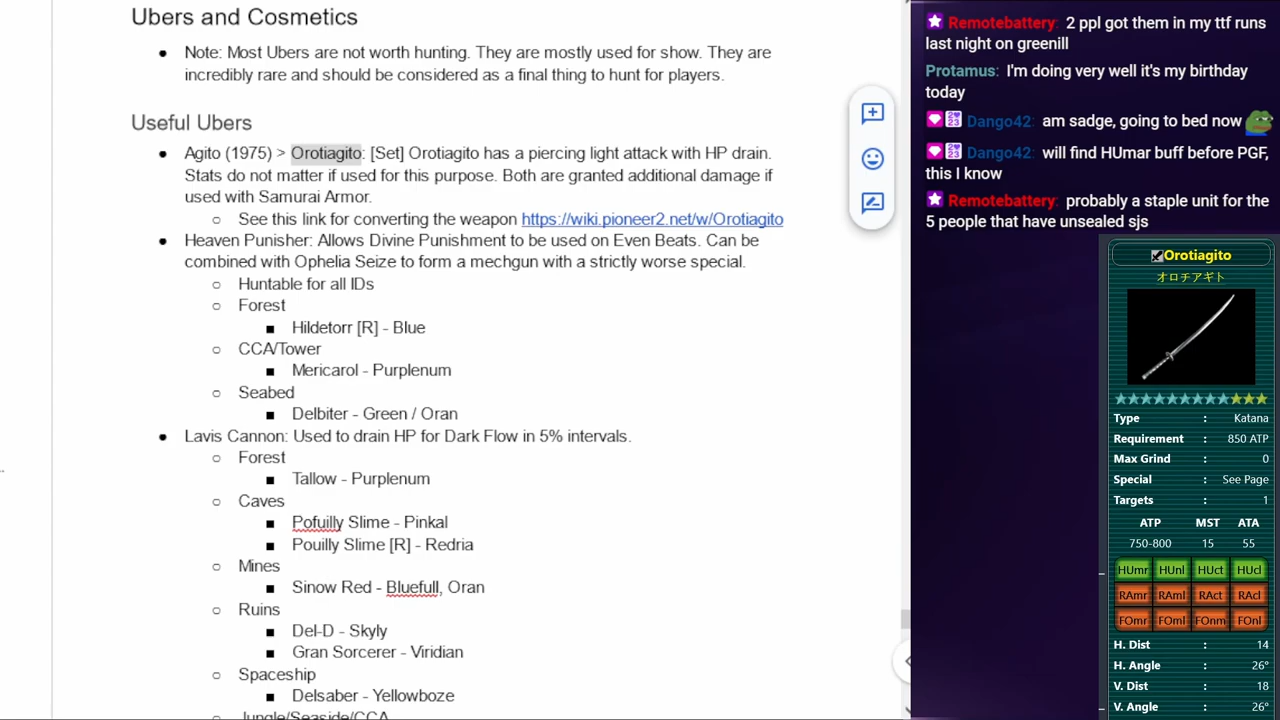 Ubers and Cosmetics
● Note: Most Ubers are not worth hunting. They are mostly used for show. They are
incredibly rare and should be considered as a final thing to hunt for players.
Useful Ubers
● Agito (1975) > Orotiagito: [Set] Orotiagito has a piercing light attack with HP drain.
Stats do not matter if used for this purpose. Both are granted additional damage if
used with Samurai Armor.
○ See this link for converting the weapon https://wiki.pioneer2.net/w/Orotiagito
● Heaven Punisher: Allows Divine Punishment to be used on Even Beats. Can be
combined with Ophelia Seize to form a mechgun with a strictly worse special.
○ Huntable for all IDs
○ Forest
■ Hildetorr [R] - Blue
○ CCA/Tower
■ Mericarol - Purplenum
○ Seabed
■ Delbiter - Green / Oran
● Lavis Cannon: Used to drain HP for Dark Flow in 5% intervals.
○ Forest
■ Tallow - Purplenum
○ Caves
■ Pofuilly Slime - Pinkal
■ Pouilly Slime [R] - Redria
○ Mines
■ Sinow Red - Bluefull, Oran
○ Ruins
■ Del-D - Skyly
■ Gran Sorcerer - Viridian
○ Spaceship
■ Delsaber - Yellowboze
○ Jungle/Seaside/CCA
Remotebattery: 2 ppl got them in my ttf runs
last night on greenill
Protamus: I'm doing very well it's my birthday
today
Dango42: am sadge, going to bed now
Dango42: will find HUmar buff before PGF,
this I know
Remotebattery: probably a staple unit for the
5 people that have unsealed sjs
Orotiagito
オロチアギト
Type : Katana
Requirement : 850 ATP
Max Grind : 0
Special : See Page
Targets : 1
ATP MST ATA
750-800 15 55
HUmr HUnl HUct HUcl
RAmr RAml RAct RAcl
FOmr FOml FOnm FOnl
H. Dist : 14
H. Angle : 26°
V. Dist : 18
V. Angle : 26°